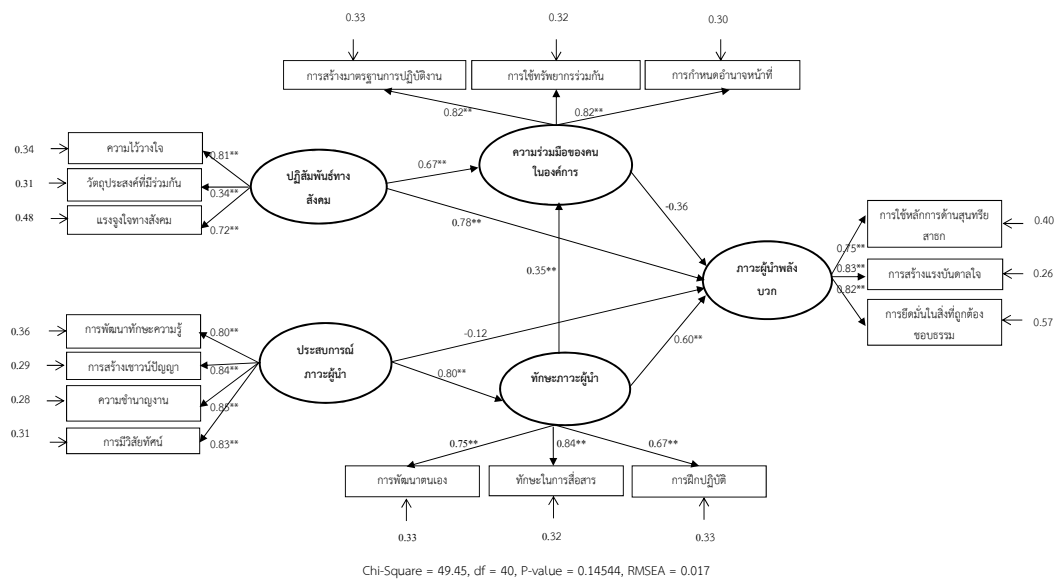 0.33
0.32
0.30
การสร้างมาตรฐานการปฏิบัติงาน
การใช้ทรัพยากรร่วมกัน
การกำหนดอำนาจหน้าที่
0.82**
0.82**
0.34
ความไว้วางใจ
0.81**
0.31
วัตถุประสงค์ที่มีร่วมกัน
0.34**
0.48
แรงจูงใจทางสังคม
0.72**
ปฏิสัมพันธ์ทาง
สังคม
0.67**
ความร่วมมือของคน
ในองค์การ
0.78**
-0.36
0.35**
ภาวะผู้นำพลัง
บวก
0.75**
0.83**
0.82**
การใช้หลักการด้านสุนทรีย
สาธก
0.40
การสร้างแรงบันดาลใจ
0.26
การยึดมั่นในสิ่งที่ถูกต้อง
ชอบธรรม
0.57
0.36
การพัฒนาทักษะความรู้
0.80**
0.29
การสร้างเชาวน์ปัญญา
0.84**
0.28
ความชำนาญงาน
0.85**
0.31
การมีวิสัยทัศน์
0.83**
ประสบการณ์
ภาวะผู้นำ
-0.12
0.80**
ทักษะภาวะผู้นำ
0.60**
0.75**
0.84**
0.67**
การพัฒนาตนเอง
ทักษะในการสื่อสาร
การฝึกปฏิบัติ
0.33
0.32
0.33
Chi-Square = 49.45, df = 40, P-value = 0.14544, RMSEA = 0.017